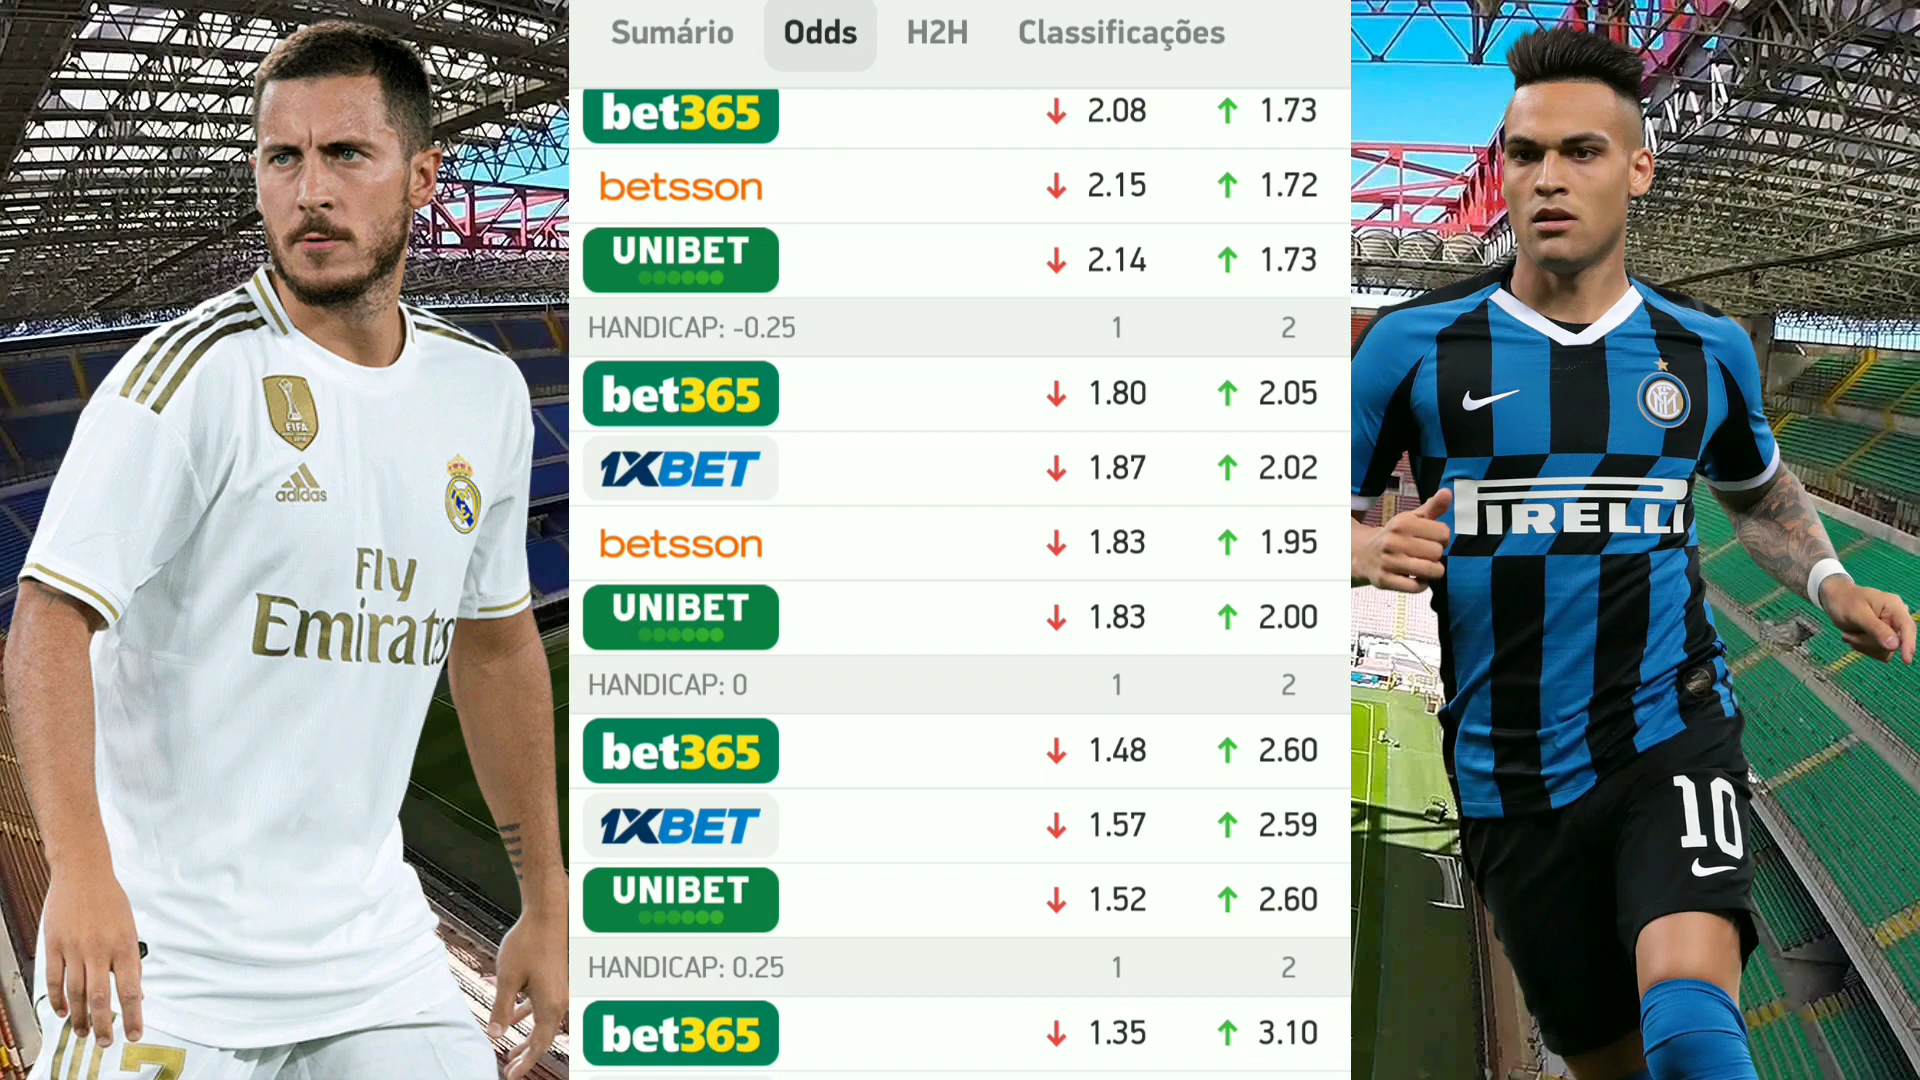 Sumário Odds H2H Classificações
bet365 2.08 1.73
betsson 2.15 1.72
UNIBET 2.14 1.73
HANDICAP: -0.25 1 2
bet365 1.80 2.05
1XBET 1.87 2.02
betsson 1.83 1.95
UNIBET 1.83 2.00
HANDICAP: 0 1 2
bet365 1.48 2.60
1XBET 1.57 2.59
UNIBET 1.52 2.60
HANDICAP: 0.25 1 2
bet365 1.35 3.10
FIFA
adidas
Fly
Emirates
7
PIRELLI
10